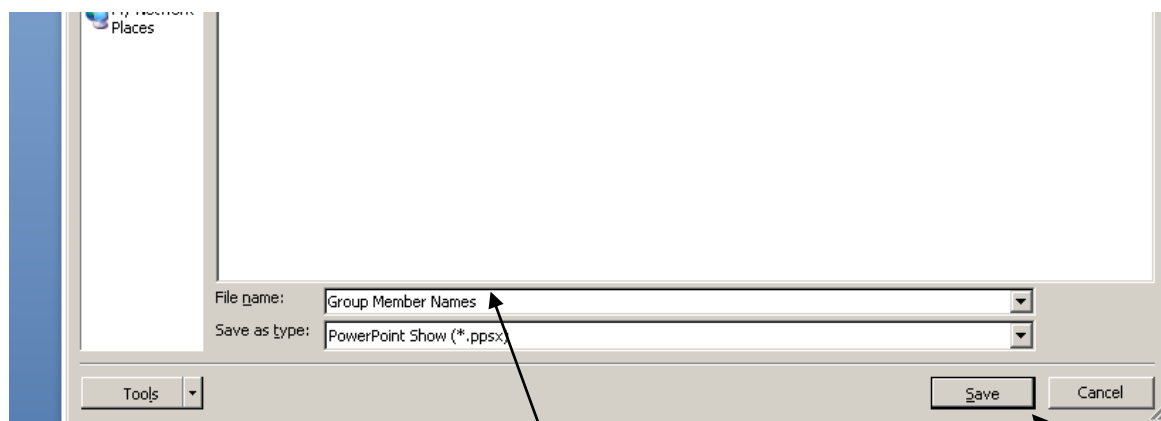 Places
File name:
Group Member Names
Save as type:
PowerPoint Show (*.ppsx)
Tools
Save
Cancel